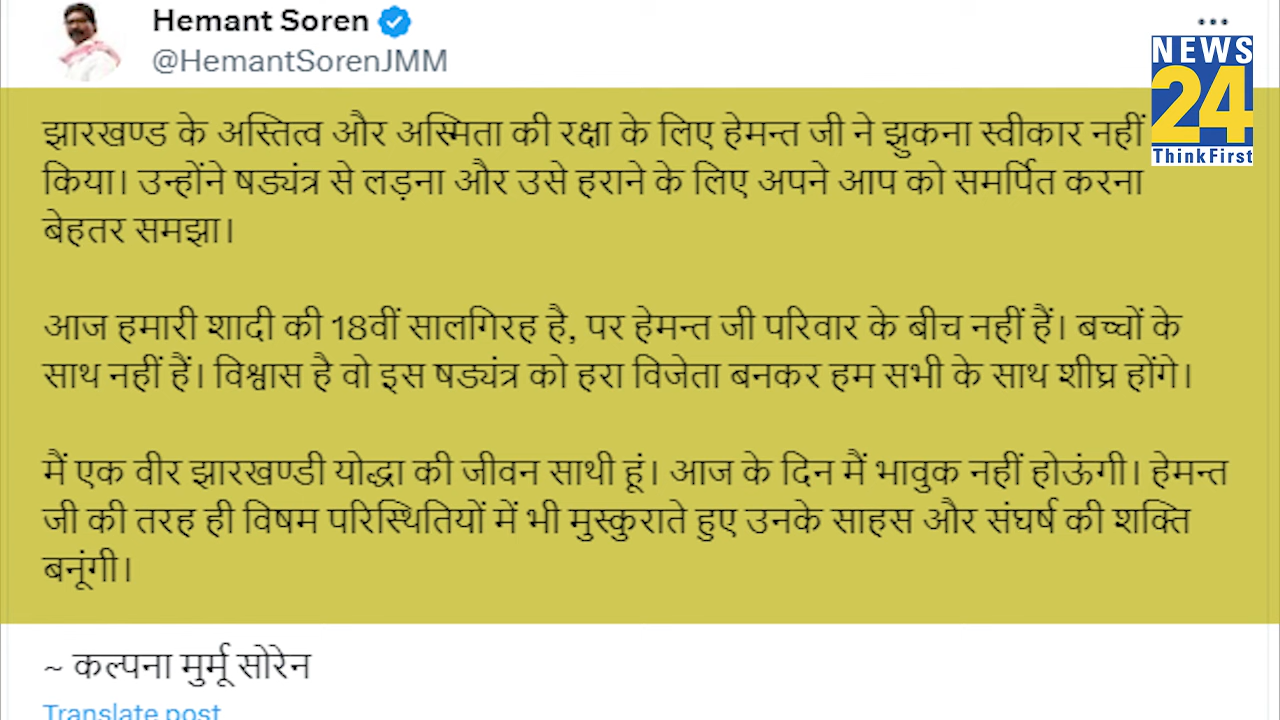 Hemant Soren
@HemantSorenJMM
NEWS
24
ThinkFirst
झारखण्ड के अस्तित्व और अस्मिता की रक्षा के लिए हेमन्त जी ने झुकना स्वीकार नहीं
किया। उन्होंने षड्यंत्र से लड़ना और उसे हराने के लिए अपने आप को समर्पित करना
बेहतर समझा।
आज हमारी शादी की 18वीं सालगिरह है, पर हेमन्त जी परिवार के बीच नहीं हैं। बच्चों के
साथ नहीं हैं। विश्वास है वो इस षड्यंत्र को हरा विजेता बनकर हम सभी के साथ शीघ्र होंगे।
मैं एक वीर झारखण्डी योद्धा की जीवन साथी हूं। आज के दिन मैं भावुक नहीं होऊंगी। हेमन्त
जी की तरह ही विषम परिस्थितियों में भी मुस्कुराते हुए उनके साहस और संघर्ष की शक्ति
बनूंगी।
~ कल्पना मुर्मू सोरेन
Translate post